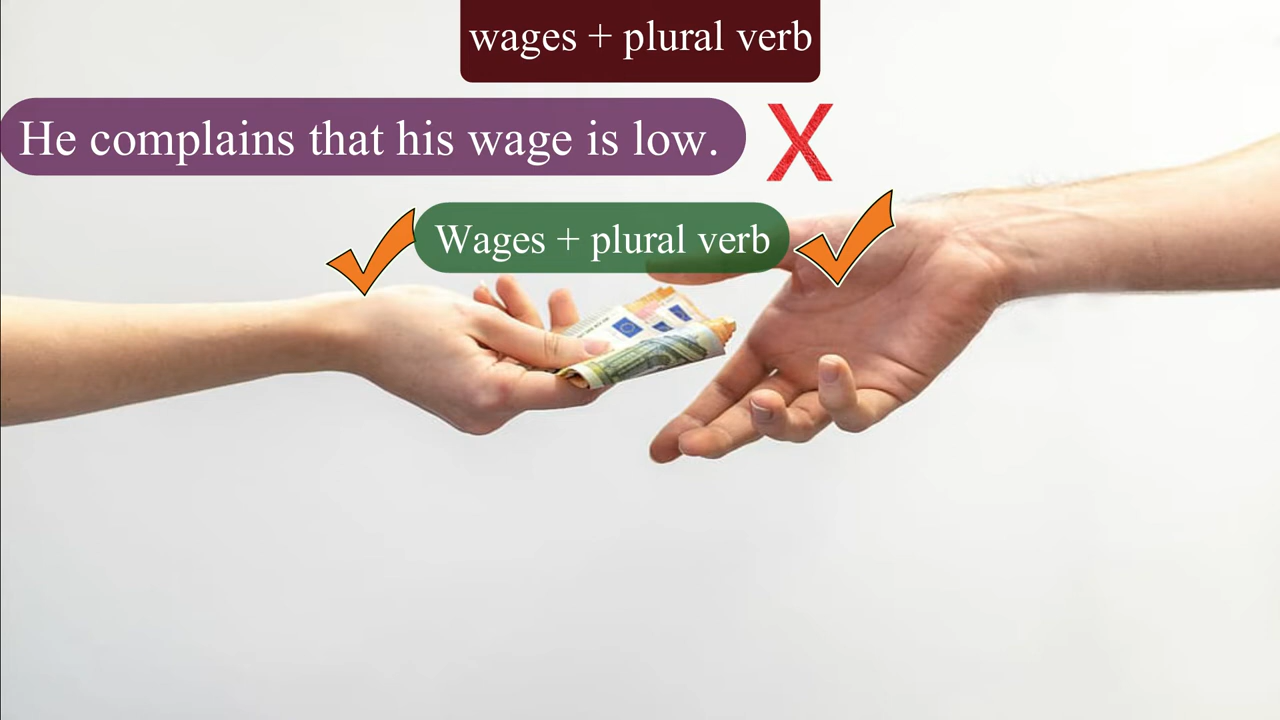 wages + plural verb
He complains that his wage is low.
Wages + plural verb